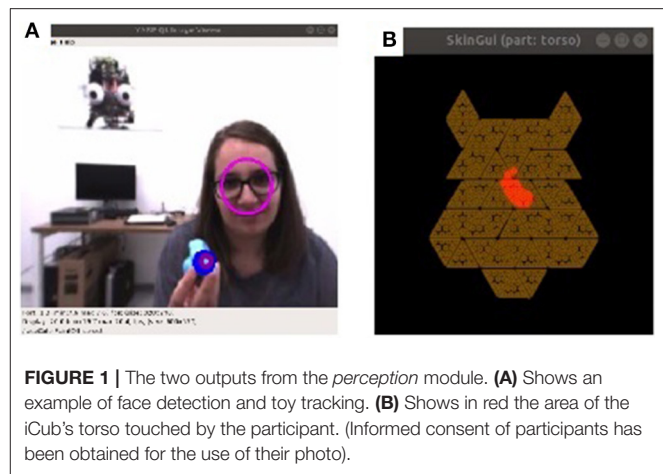 A
B
SkinGui (part: torso)
FIGURE 1 | The two outputs from the perception module. (A) Shows an
example of face detection and toy tracking. (B) Shows in red the area of the
iCub's torso touched by the participant. (Informed consent of participants has
been obtained for the use of their photo).